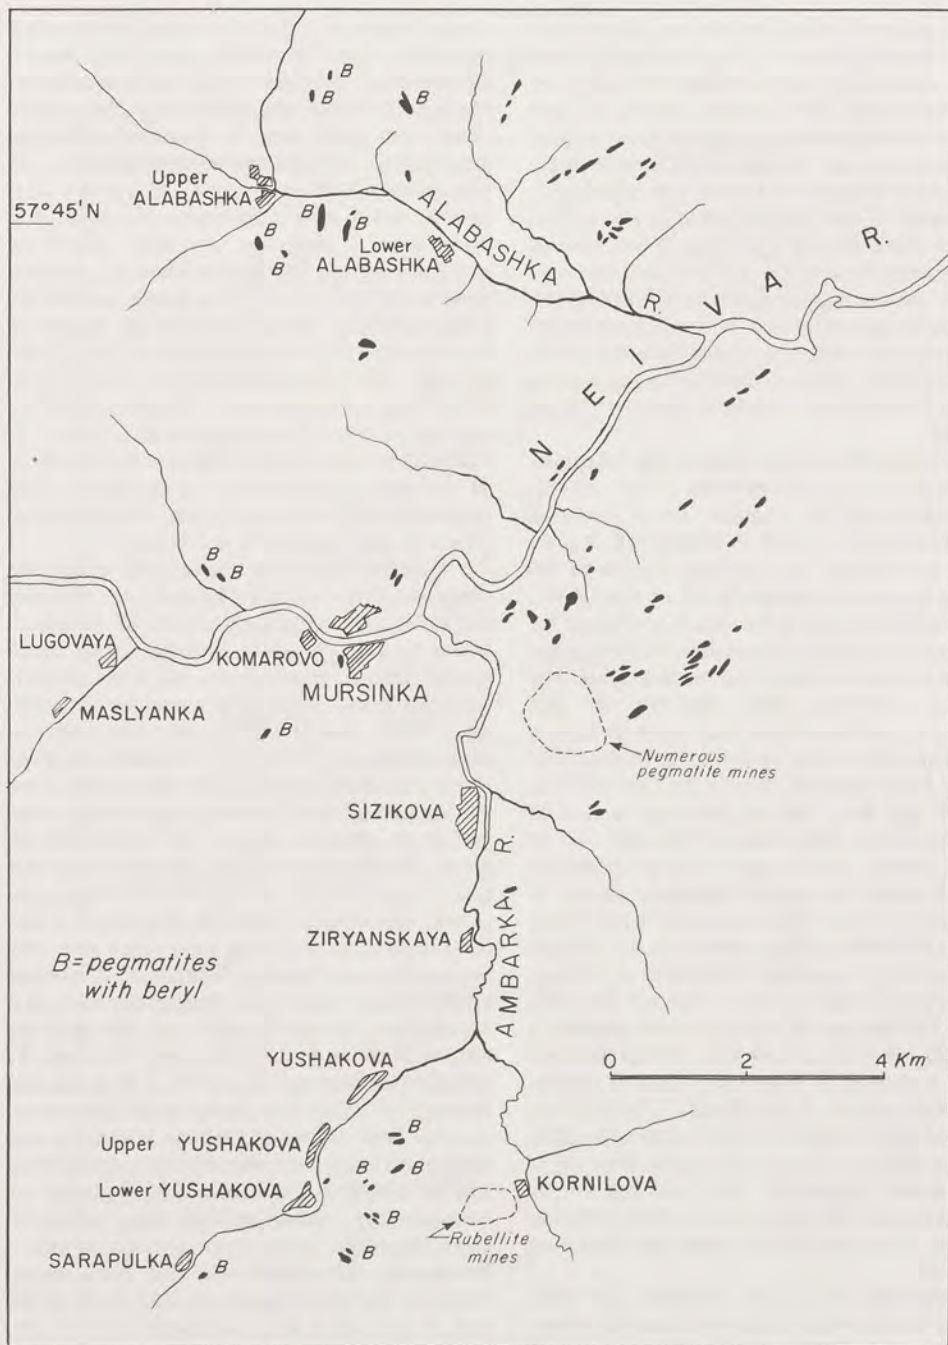 B
B
B
Upper
ALABASHKA
57°45'N
B
B
B
B
Lower
ALABASHKA
ALABASHKA R.
NEIVA R.
B
B
LUGOVAYA
KOMAROVO
MURSINKA
MASLYANKA
B
Numerous
pegmatite mines
SIZIKOVA
AMBARKA R.
ZIRYANSKAYA
B=pegmatites
with beryl
0 2 4 Km
YUSHAKOVA
Upper YUSHAKOVA
B
B
B
Lower YUSHAKOVA
KORNILOVA
B
Rubellite
mines
SARAPULKA
B
B